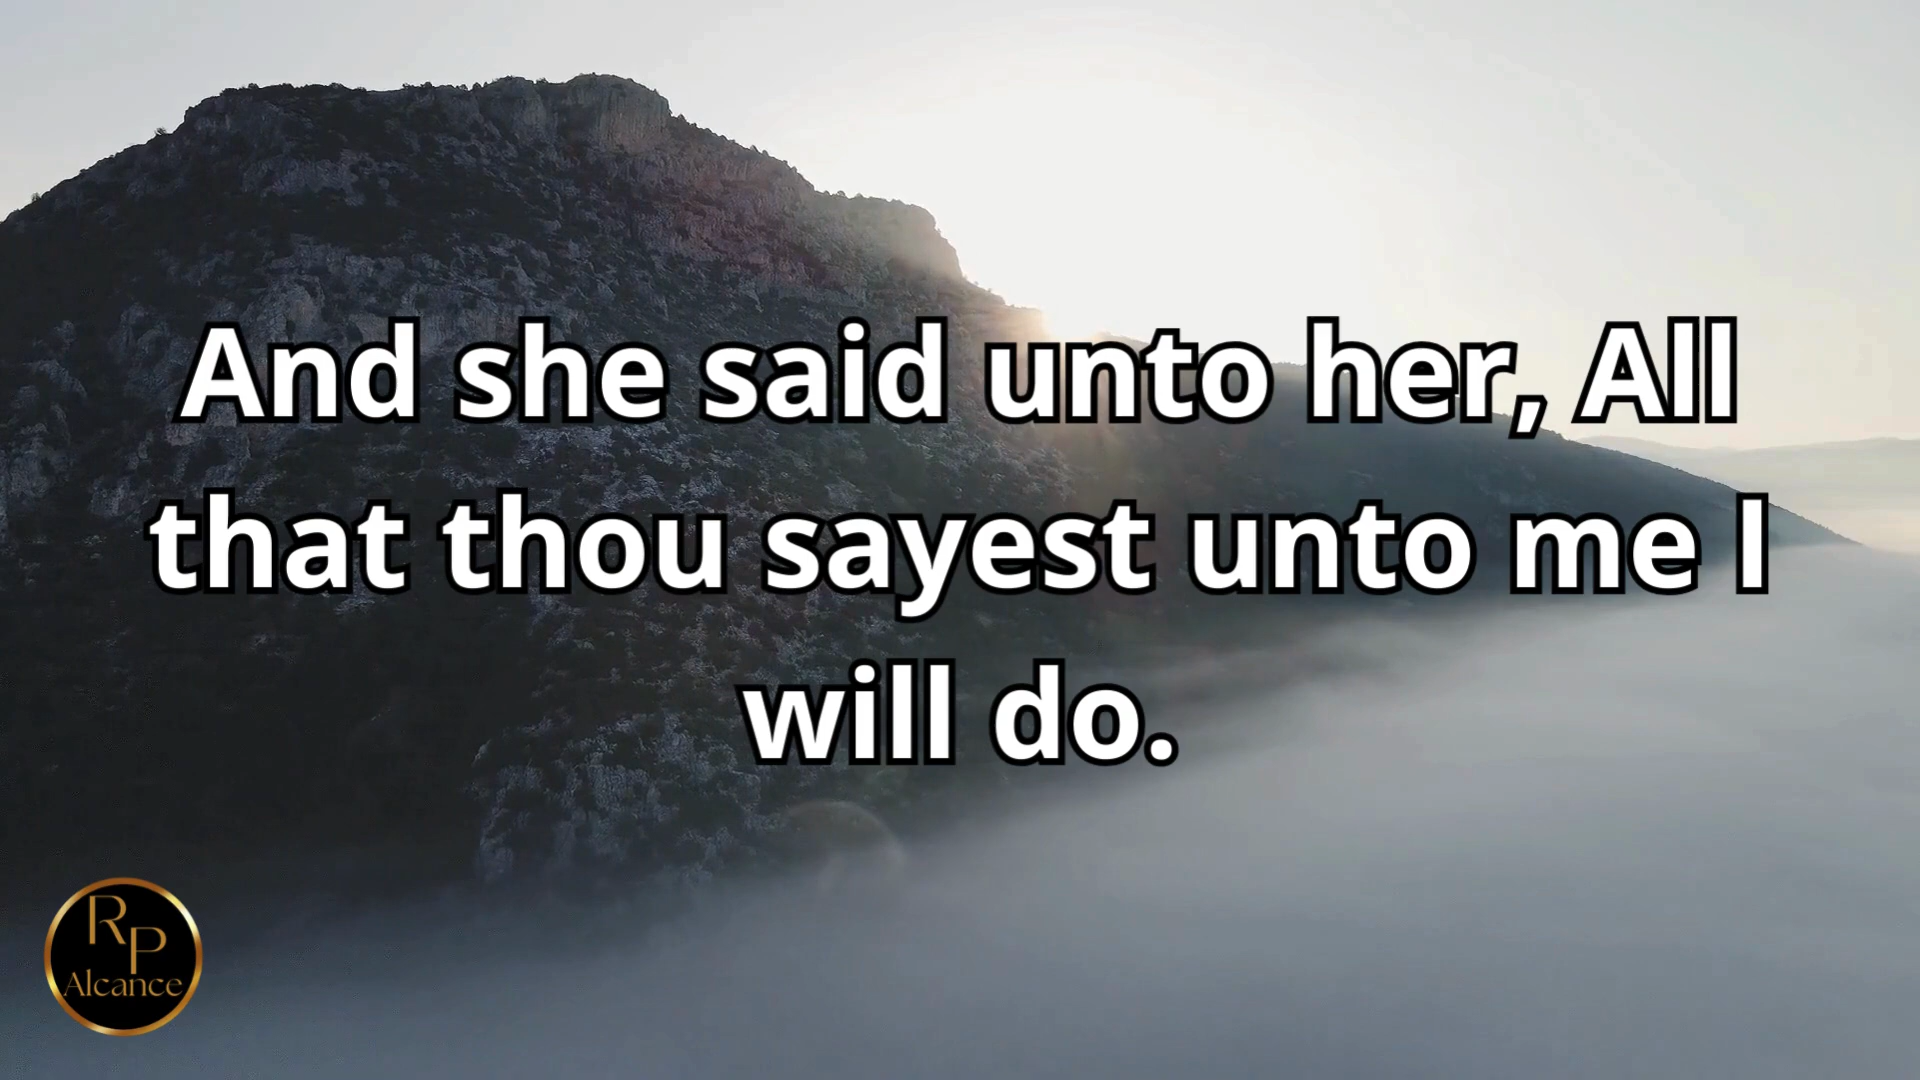 And she said unto her, All
that thou sayest unto me I
will do.
RP
Alcance